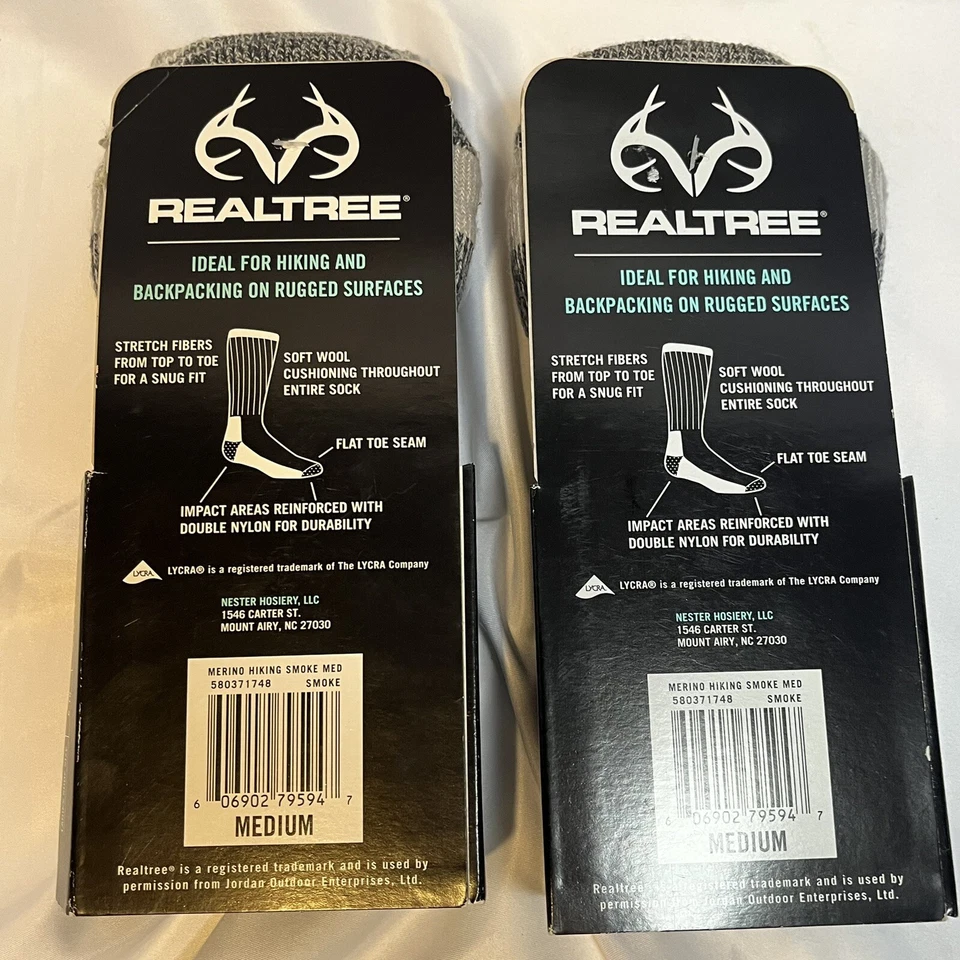 REALTREE®
IDEAL FOR HIKING AND
BACKPACKING ON RUGGED SURFACES
STRETCH FIBERS
FROM TOP TO TOE
FOR A SNUG FIT
SOFT WOOL
CUSHIONING THROUGHOUT
ENTIRE SOCK
FLAT TOE SEAM
IMPACT AREAS REINFORCED WITH
DOUBLE NYLON FOR DURABILITY
LYCRA
LYCRA® is a registered trademark of The LYCRA Company
NESTER HOSIERY, LLC
1546 CARTER ST.
MOUNT AIRY, NC 27030
MERINO HIKING SMOKE MED
580371748 SMOKE
6 06902 79594 7
MEDIUM
Realtree® is a registered trademark and is used by
permission from Jordan Outdoor Enterprises, Ltd.
REALTREE®
IDEAL FOR HIKING AND
BACKPACKING ON RUGGED SURFACES
STRETCH FIBERS
FROM TOP TO TOE
FOR A SNUG FIT
SOFT WOOL
CUSHIONING THROUGHOUT
ENTIRE SOCK
FLAT TOE SEAM
IMPACT AREAS REINFORCED WITH
DOUBLE NYLON FOR DURABILITY
LYCRA
LYCRA® is a registered trademark of The LYCRA Company
NESTER HOSIERY, LLC
1546 CARTER ST.
MOUNT AIRY, NC 27030
MERINO HIKING SMOKE MED
580371748 SMOKE
6 06902 79594 7
MEDIUM
Realtree® is a registered trademark and is used by
permission from Jordan Outdoor Enterprises, Ltd.